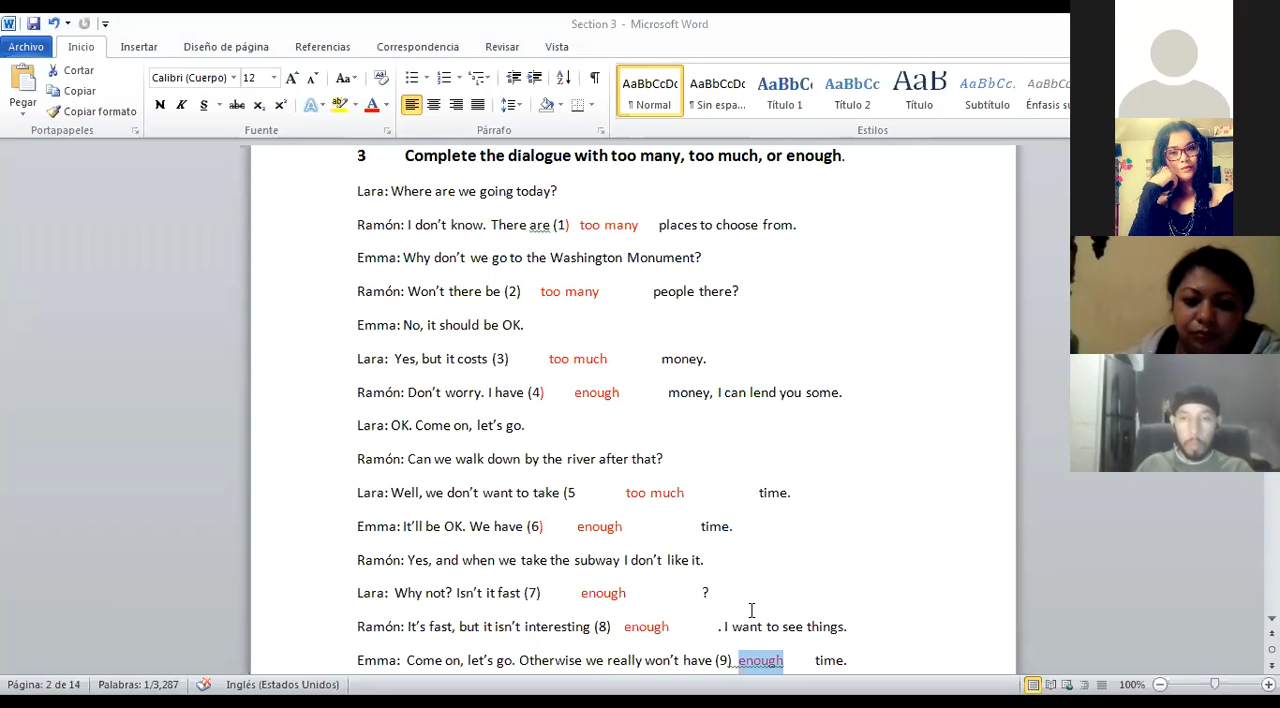 Section 3 - Microsoft Word
Archivo Inicio Insertar Diseño de página Referencias Correspondencia Revisar Vista
Pegar
Cortar
Copiar
Copiar formato
Calibri (Cuerpo) 12
AaBbCcDc AaBbCcDc AaBbC AaBbCc AaB AaBbCc. AaBbC
¶ Normal ¶ Sin espa... Título 1 Título 2 Título Subtítulo Énfasis su
Portapapeles Fuente Párrafo Estilos
3 Complete the dialogue with too many, too much, or enough.
Lara: Where are we going today?
Ramón: I don't know. There are (1) too many places to choose from.
Emma: Why don't we go to the Washington Monument?
Ramón: Won't there be (2) too many people there?
Emma: No, it should be OK.
Lara: Yes, but it costs (3) too much money.
Ramón: Don't worry. I have (4) enough money, I can lend you some.
Lara: OK. Come on, let's go.
Ramón: Can we walk down by the river after that?
Lara: Well, we don't want to take (5 too much time.
Emma: It'll be OK. We have (6) enough time.
Ramón: Yes, and when we take the subway I don't like it.
Lara: Why not? Isn't it fast (7) enough ?
Ramón: It's fast, but it isn't interesting (8) enough . I want to see things.
Emma: Come on, let's go. Otherwise we really won't have (9) enough time.
Página: 2 de 14 Palabras: 1/3,287 Inglés (Estados Unidos) 100%